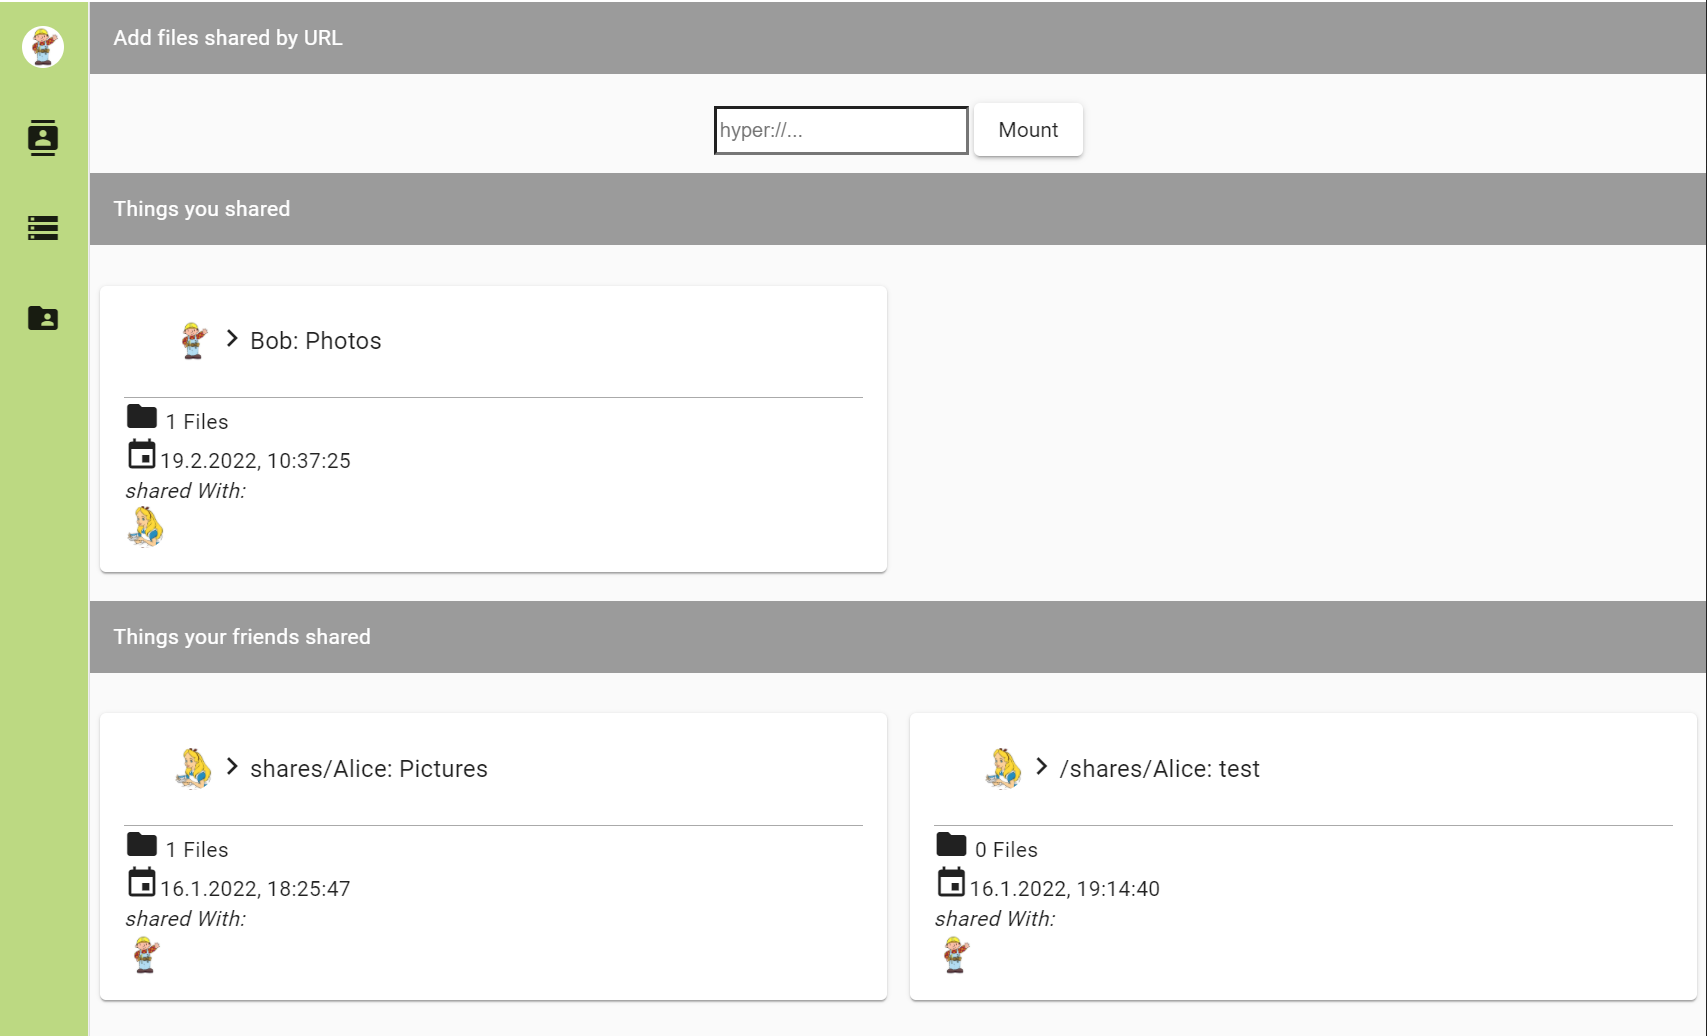 Add files shared by URL
hyper://...
Mount
Things you shared
Bob: Photos
1 Files
19.2.2022, 10:37:25
shared With:
Things your friends shared
shares/Alice: Pictures
1 Files
16.1.2022, 18:25:47
shared With:
/shares/Alice: test
0 Files
16.1.2022, 19:14:40
shared With: